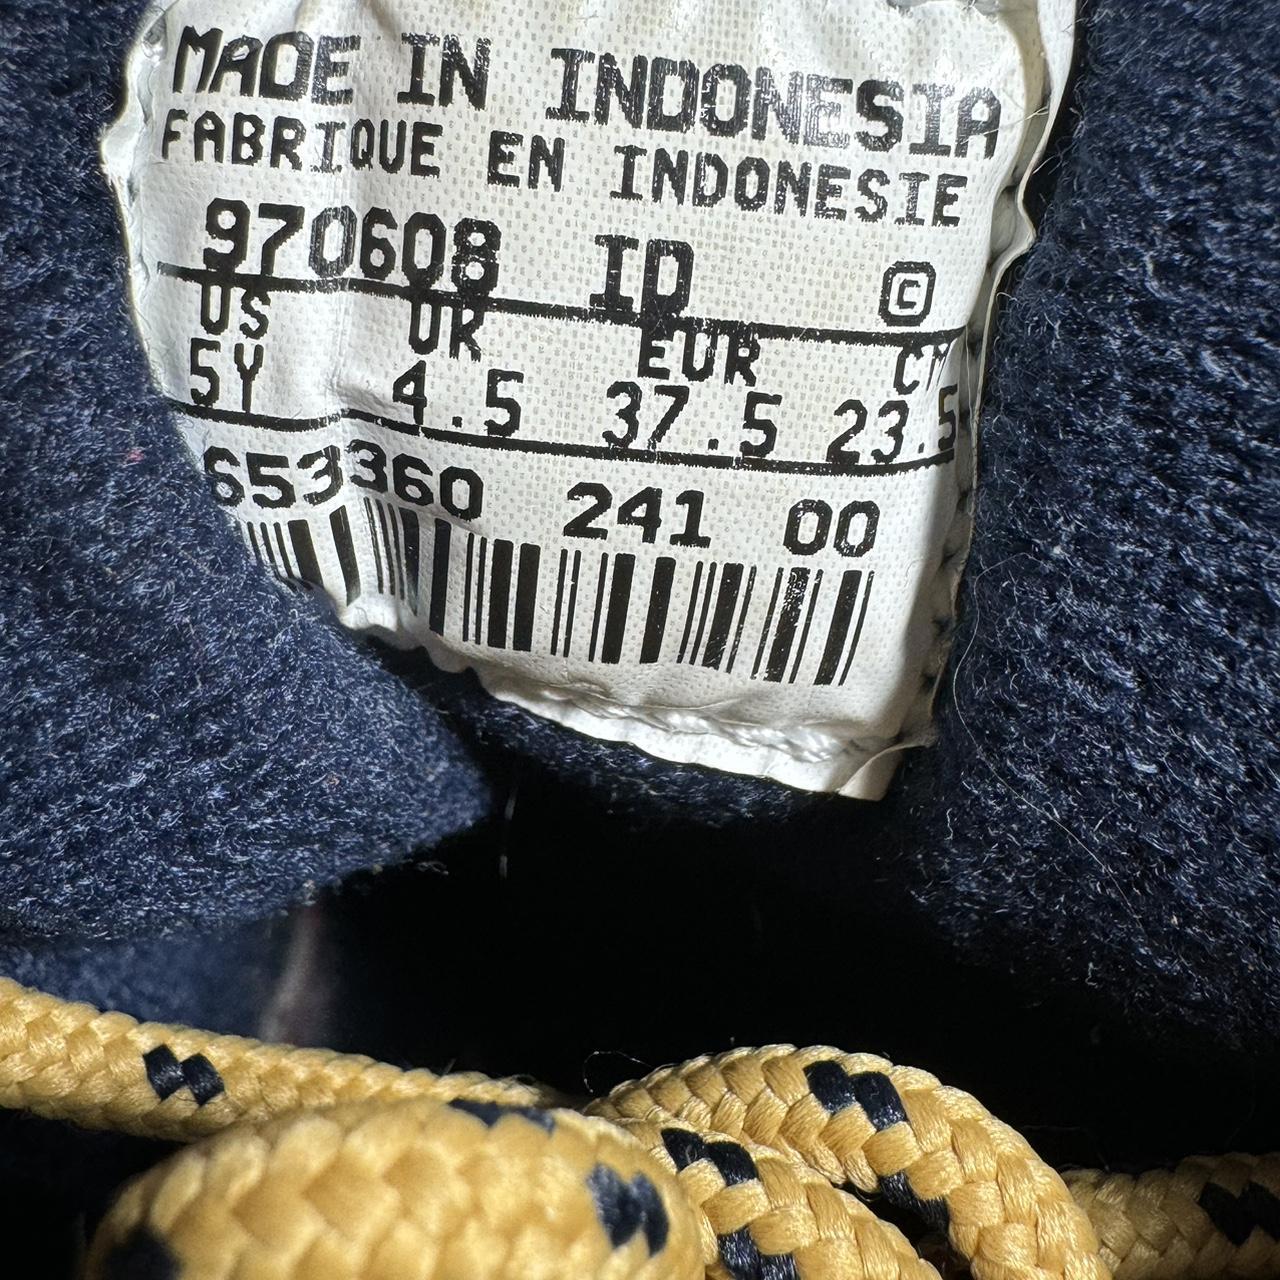 MADE IN INDONESIA
FABRIQUE EN INDONESIE
970608 ID ©
US UK EUR CM
5Y 4.5 37.5 23.5
653360 241 00